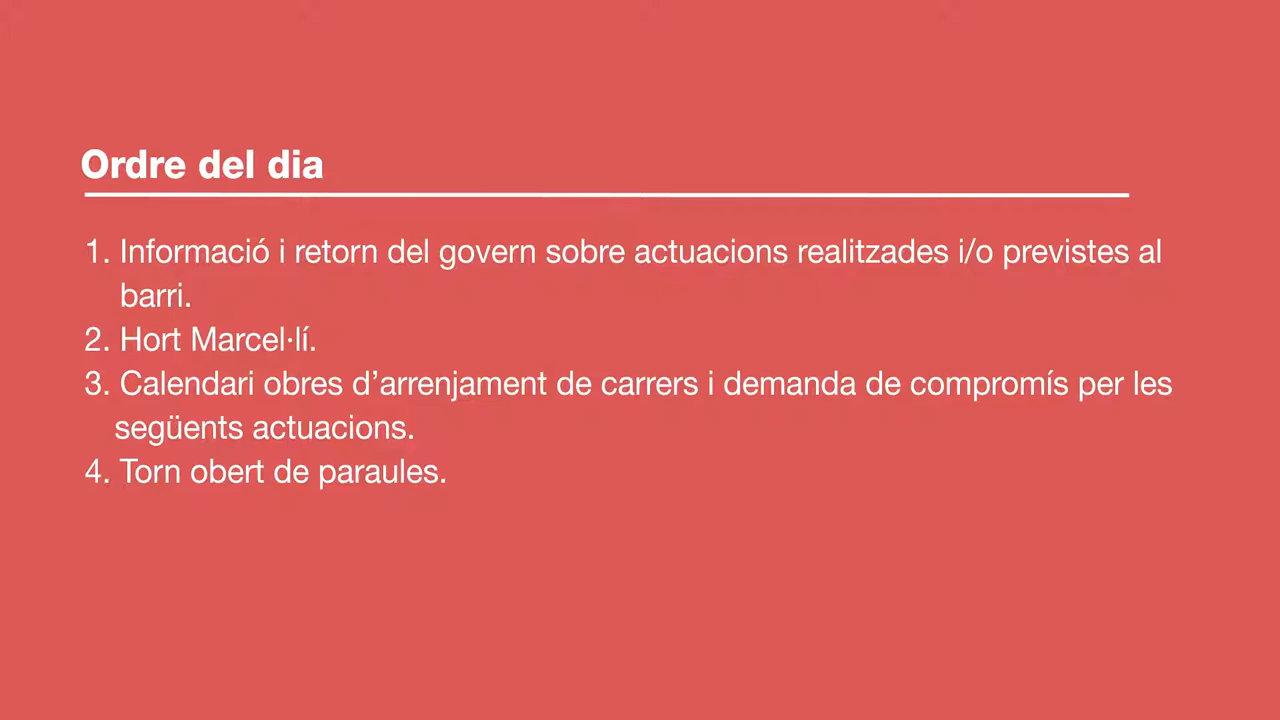 Ordre del dia
1. Informació i retorn del govern sobre actuacions realitzades i/o previstes al
barri.
2. Hort Marcel·lí.
3. Calendari obres d’arrenjament de carrers i demanda de compromís per les
següents actuacions.
4. Torn obert de paraules.